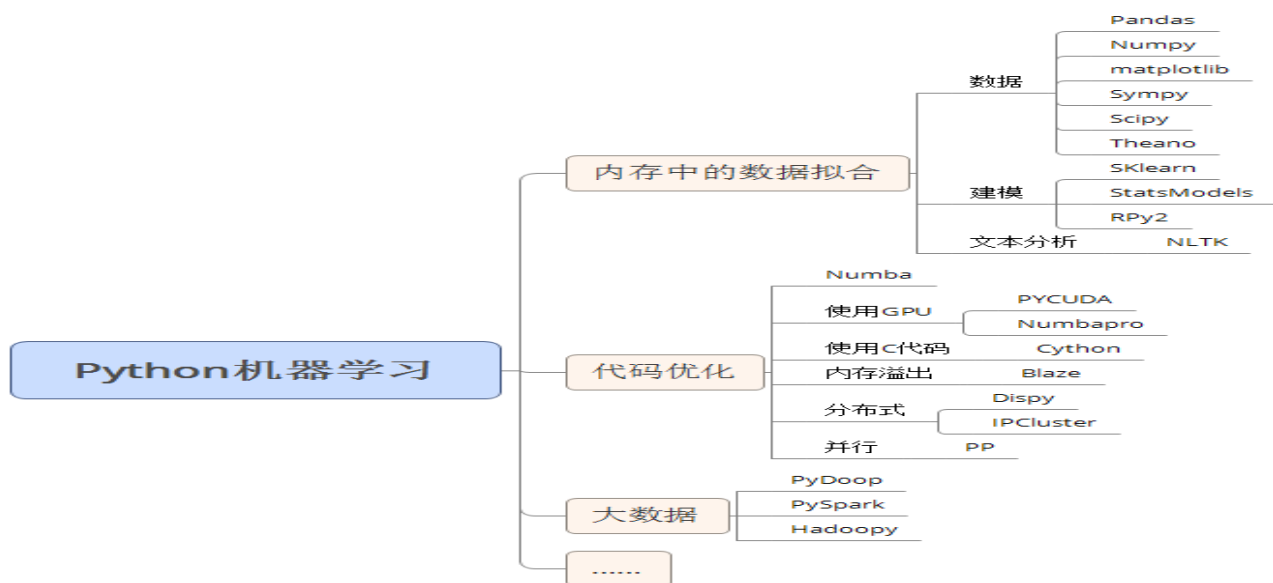 Python机器学习
内存中的数据拟合
数据
Pandas
Numpy
matplotlib
Sympy
Scipy
Theano
建模
SKlearn
StatsModels
RPy2
文本分析
NLTK
代码优化
Numba
使用GPU
PYCUDA
Numbapro
使用C代码
Cython
内存溢出
Blaze
分布式
Dispy
IPCluster
并行
PP
大数据
PyDoop
PySpark
Hadoopy
......